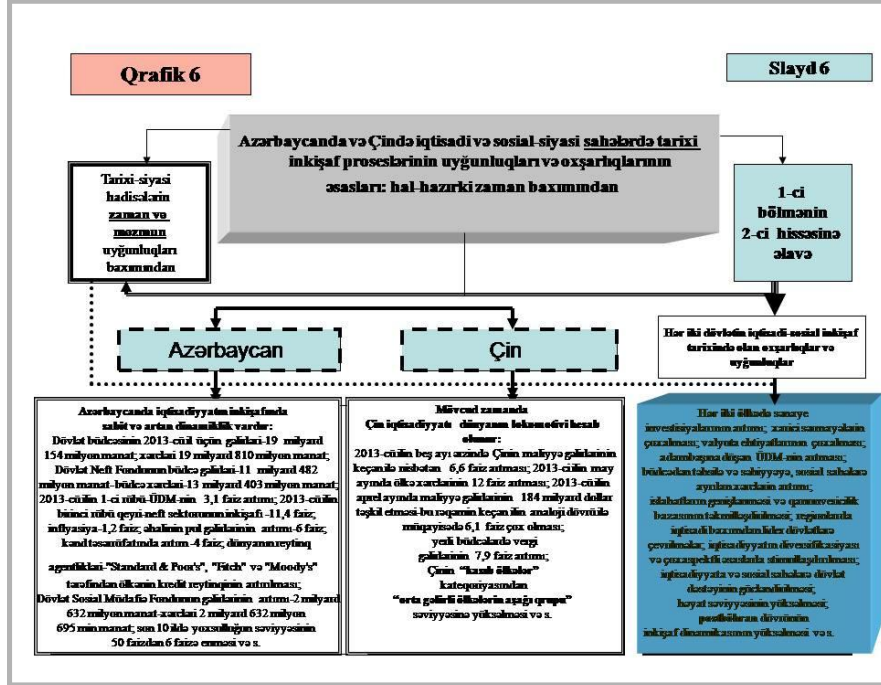 Qrafik 6
Slayd 6
Azərbaycanda və Çində iqtisadi və sosial-siyasi sahələrdə tarixi
inkişaf proseslərinin uyğunluqları və oxşarlıqlarının
əsasları: hal-hazırki zaman baxımından
Tarixi-siyasi
hadisələrin
zaman və
məzmun
uyğunluqları
baxımından
1-ci
bölmənin
2-ci hissəsinə
əlavə
Azərbaycan
Çin
Hər iki dövlətin iqtisadi-sosial inkişaf
tarixində olan oxşarlıqlar və
uyğunluqlar
Azərbaycanda iqtisadiyyatın inkişafında
sabit və artan dinamiklik vardır:
Dövlət büdcəsinin 2013-cü il üçün gəlirləri-19 milyard
154 milyon manat; xərcləri 19 milyard 810 milyon manat;
Dövlət Neft Fondunun büdcə gəlirləri-11 milyard 482
milyon manat-büdcə xərcləri-13 milyard 403 milyon manat;
2013-cü ilin 1-ci rübü-ÜDM-nin 3,1 faiz artımı; 2013-cü ilin
birinci rübü qeyri-neft sektorunun inkişafı -11,4 faiz;
inflyasiya-1,2 faiz; əhalinin pul gəlirlərinin artımı-6 faiz;
kənd təsərrüfatında artım -4 faiz; dünyanın reytinq
agentlikləri-"Standard & Poor's", "Fitch" və "Moody's"
tərəfindən ölkənin kredit reytinqinin artırılması;
Dövlət Sosial Müdafiə Fondunun gəlirlərinin artımı-2 milyard
632 milyon manat-xərcləri 2 milyard 632 milyon
695 min manat; son 10 ildə yoxsulluğun səviyyəsinin
50 faizdən 6 faizə enməsi və s.
Mövcud zamanda
Çin iqtisadiyyatı dünyanın lokomotivi hesab
olunur:
2013-cü ilin beş ayı ərzində Çinin maliyyə gəlirlərinin
keçən ilə nisbətən 6,6 faiz artması; 2013-cü ilin may
ayında ölkə xərclərinin 12 faiz artması; 2013-cü ilin
aprel ayında maliyyə gəlirlərinin 184 milyard dollar
təşkil etməsi-bu rəqəmin keçən ilin analoji dövrü ilə
müqayisədə 6,1 faiz çox olması;
yerli büdcələrdə vergi
gəlirlərinin 7,9 faiz artımı;
Çinin "kasıb ölkələr"
kateqoriyasından
"orta gəlirli ölkələrin aşağı qrupu"
səviyyəsinə yüksəlməsi və s.
Hər iki ölkədə sənaye
investisiyalarının artımı; xarici sərmayələrin
çoxalması; valyuta ehtiyatlarının çoxalması;
adambaşına düşən ÜDM-nin artması;
büdcədən təhsilə və səhiyyəyə, sosial sahələrə
ayrılan xərclərin artımı;
islahatların genişlənməsi və qanunvericilik
bazasının təkmilləşdirilməsi; regionlarda
iqtisadi baxımdan lider dövlətlərə
çevrilmələr; iqtisadiyyatın diversifikasiyası
və çoxaspektli əsaslarla stimullaşdırılması;
iqtisadiyyata və sosial sahələrə dövlət
dəstəyinin gücləndirilməsi;
həyat səviyyəsinin yüksəlməsi;
postböhran dövrünün
inkişaf dinamikasının yüksəlməsi və s.